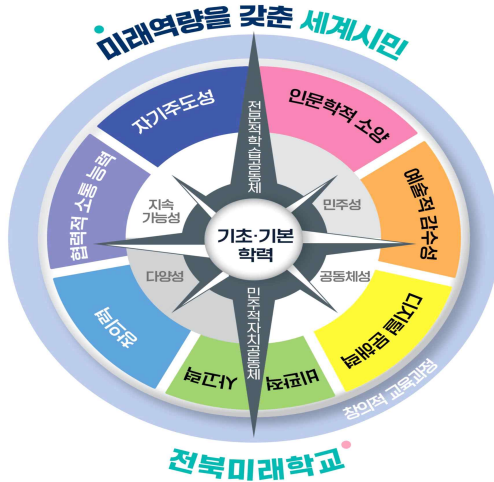 미래역량을 갖춘 세계시민
자기주도성
인문학적 소양
전문적학습공동체
협력적 소통 능력
예술적 감수성
지속
가능성
민주성
기초·기본
학력
다양성
공동체성
민주적자치공동체
창의력
디지털 문해력
사고력
비판적
창의적 교육과정
전북미래학교